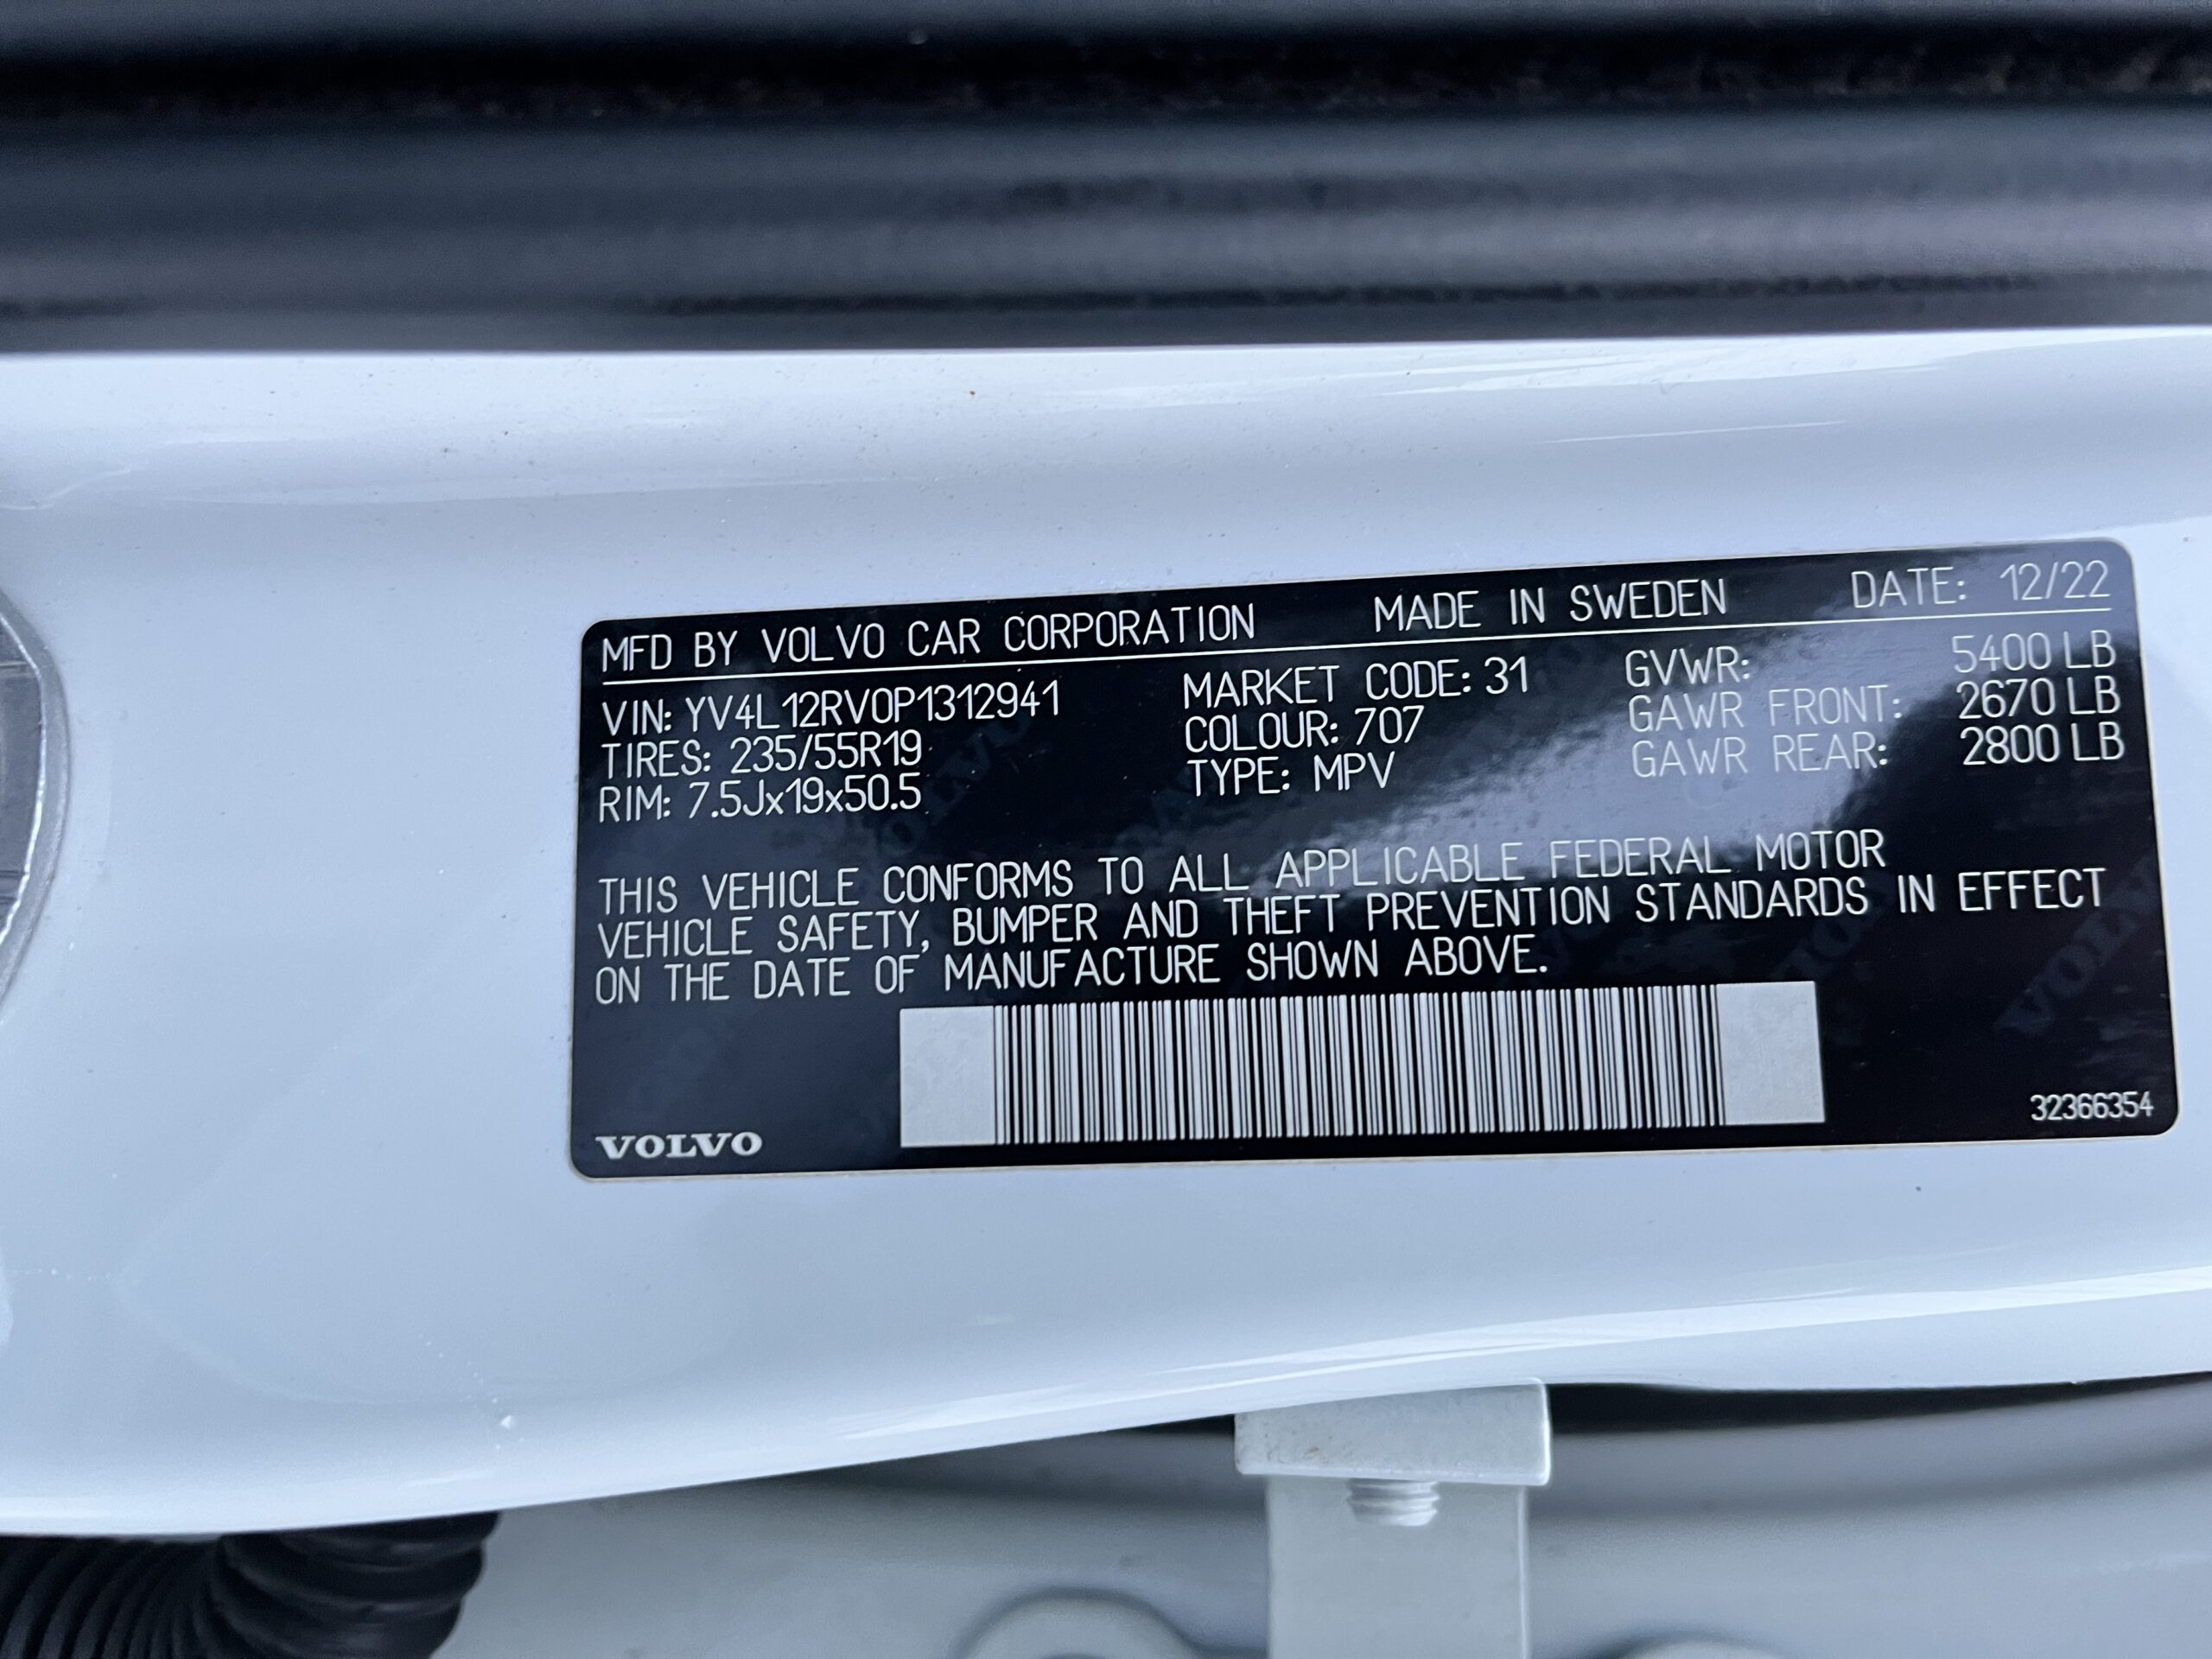 MFD BY VOLVO CAR CORPORATION MADE IN SWEDEN DATE: 12/22
VIN: YV4L12RV0P1312941 MARKET CODE: 31 GVWR: 5400 LB
TIRES: 235/55R19 COLOUR: 707 GAWR FRONT: 2670 LB
RIM: 7.5Jx19x50.5 TYPE: MPV GAWR REAR: 2800 LB
THIS VEHICLE CONFORMS TO ALL APPLICABLE FEDERAL MOTOR
VEHICLE SAFETY, BUMPER AND THEFT PREVENTION STANDARDS IN EFFECT
ON THE DATE OF MANUFACTURE SHOWN ABOVE.
VOLVO 32366354